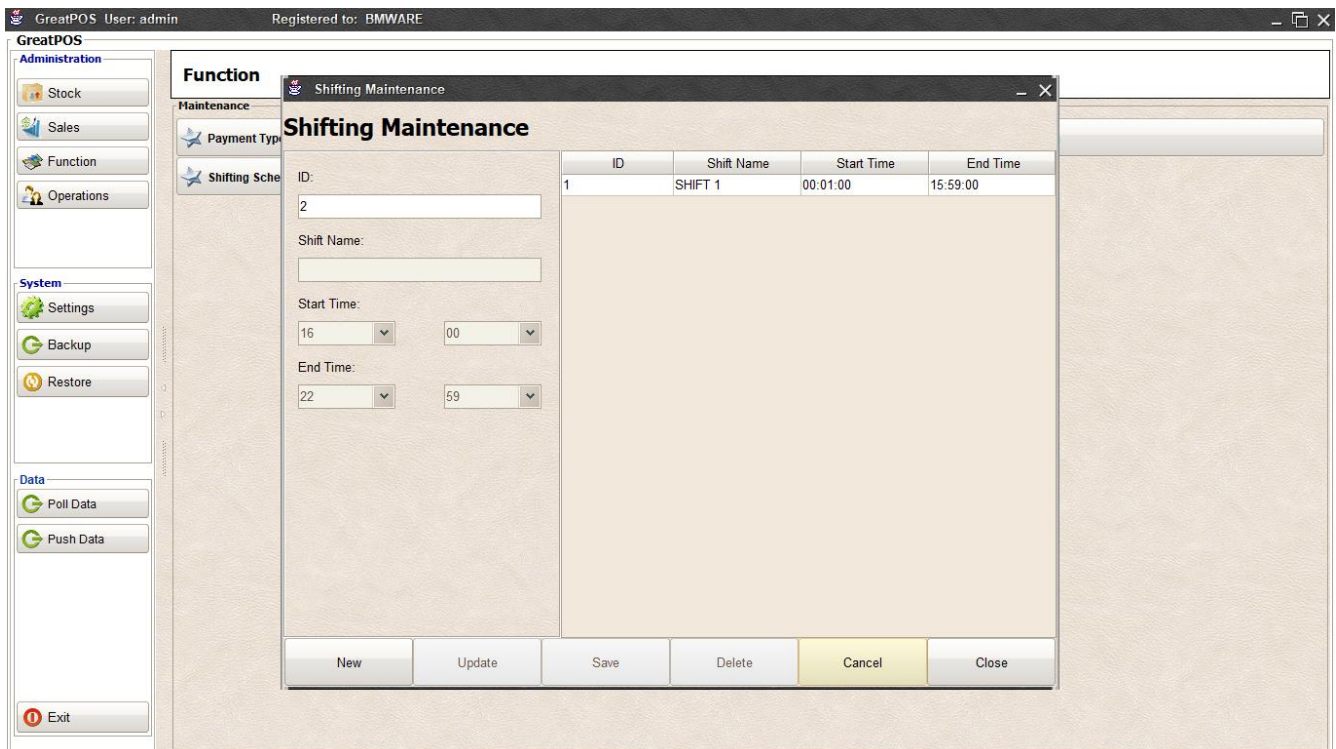 GreatPOS User: admin Registered to: BMWARE
GreatPOS
Administration
Stock
Sales
Function
Operations
System
Settings
Backup
Restore
Data
Poll Data
Push Data
Exit
Function
Maintenance
Payment Typ
Shifting Sche
Shifting Maintenance
Shifting Maintenance
ID:
2
Shift Name:
Start Time:
16 00
End Time:
22 59
ID Shift Name Start Time End Time
1 SHIFT 1 00:01:00 15:59:00
New Update Save Delete Cancel Close